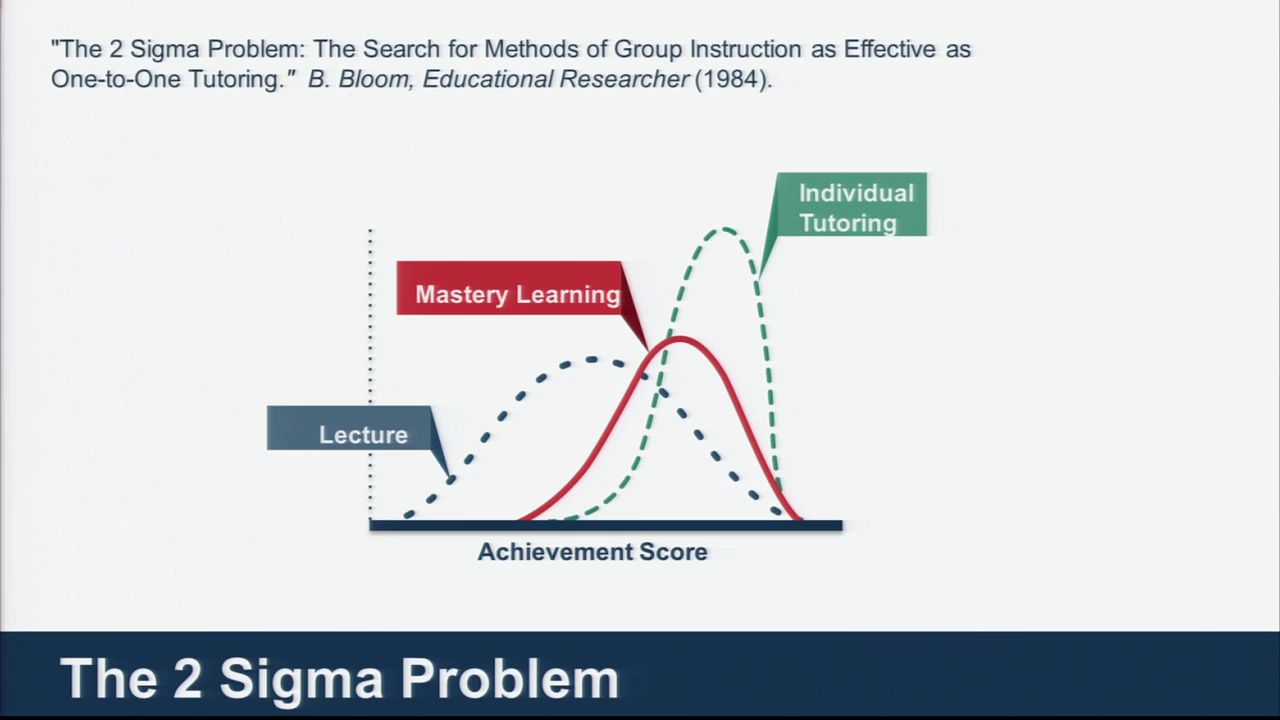 "The 2 Sigma Problem: The Search for Methods of Group Instruction as Effective as
One-to-One Tutoring." B. Bloom, Educational Researcher (1984).
Individual
Tutoring
Mastery Learning
Lecture
Achievement Score
The 2 Sigma Problem